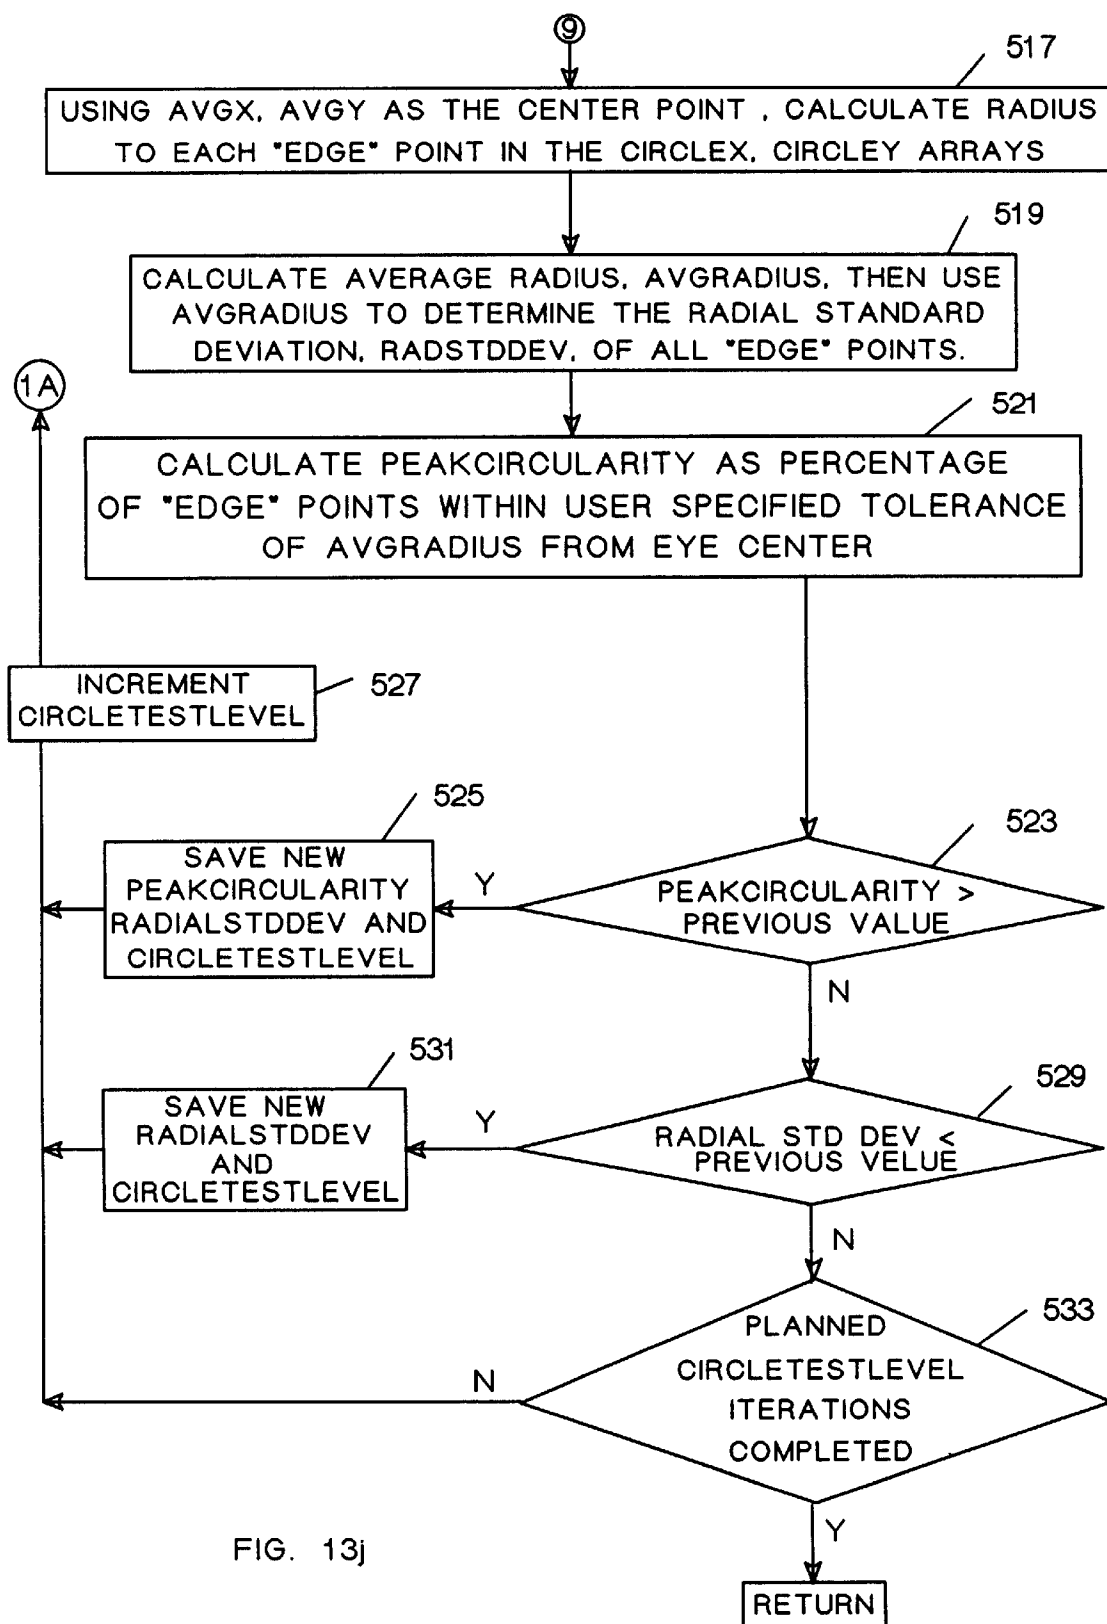 9
517
USING AVGX, AVGY AS THE CENTER POINT , CALCULATE RADIUS
TO EACH "EDGE" POINT IN THE CIRCLEX, CIRCLEY ARRAYS
519
CALCULATE AVERAGE RADIUS, AVGRADIUS, THEN USE
AVGRADIUS TO DETERMINE THE RADIAL STANDARD
DEVIATION, RADSTDDEV, OF ALL "EDGE" POINTS.
1A
521
CALCULATE PEAKCIRCULARITY AS PERCENTAGE
OF "EDGE" POINTS WITHIN USER SPECIFIED TOLERANCE
OF AVGRADIUS FROM EYE CENTER
INCREMENT
CIRCLETESTLEVEL
527
525
SAVE NEW
PEAKCIRCULARITY
RADIALSTDDEV AND
CIRCLETESTLEVEL
Y
523
PEAKCIRCULARITY >
PREVIOUS VALUE
N
531
SAVE NEW
RADIALSTDDEV
AND
CIRCLETESTLEVEL
Y
529
RADIAL STD DEV <
PREVIOUS VELUE
N
533
PLANNED
CIRCLETESTLEVEL
ITERATIONS
COMPLETED
N
Y
RETURN
FIG. 13j